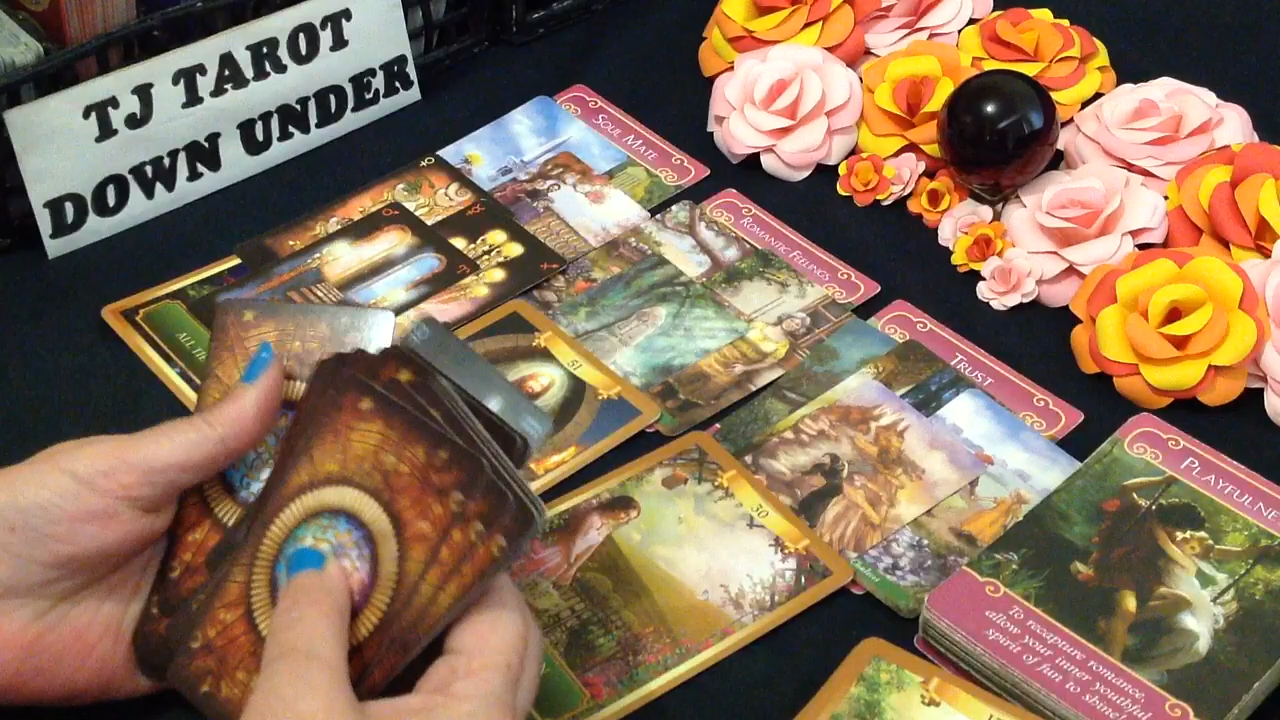 TJ TAROT
DOWN UNDER
SOUL MATE
ROMANTIC FEELINGS
TRUST
PLAYFULNE
To recapture romance,
allow your inner youthful
spirit of fun to shine!
51
30
ALL